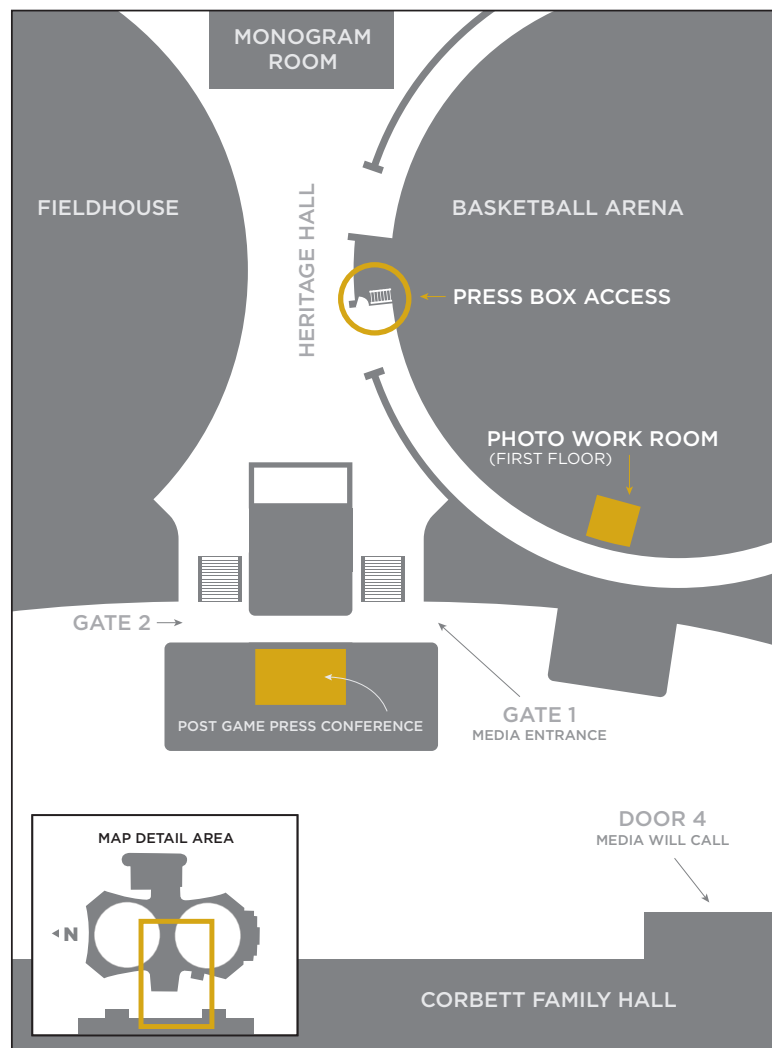 MONOGRAM
ROOM
FIELDHOUSE
HERITAGE HALL
BASKETBALL ARENA
PRESS BOX ACCESS
PHOTO WORK ROOM
(FIRST FLOOR)
GATE 2
GATE 1
MEDIA ENTRANCE
POST GAME PRESS CONFERENCE
DOOR 4
MEDIA WILL CALL
MAP DETAIL AREA
N
CORBETT FAMILY HALL